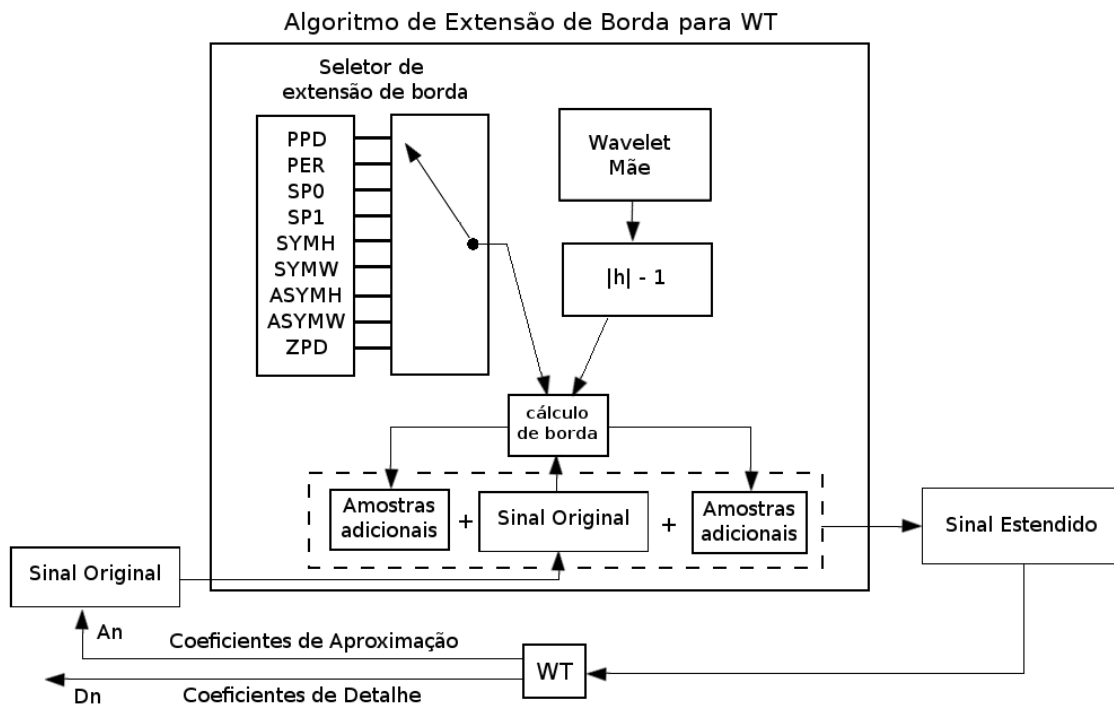 Algoritmo de Extensão de Borda para WT
Seletor de
extensão de borda
PPD
PER
SP0
SP1
SYMH
SYMW
ASYMH
ASYMW
ZPD
Wavelet
Mãe
|h| - 1
cálculo
de borda
Amostras
adicionais
+
Sinal Original
+
Amostras
adicionais
Sinal Estendido
Sinal Original
An
Coeficientes de Aproximação
WT
Dn
Coeficientes de Detalhe